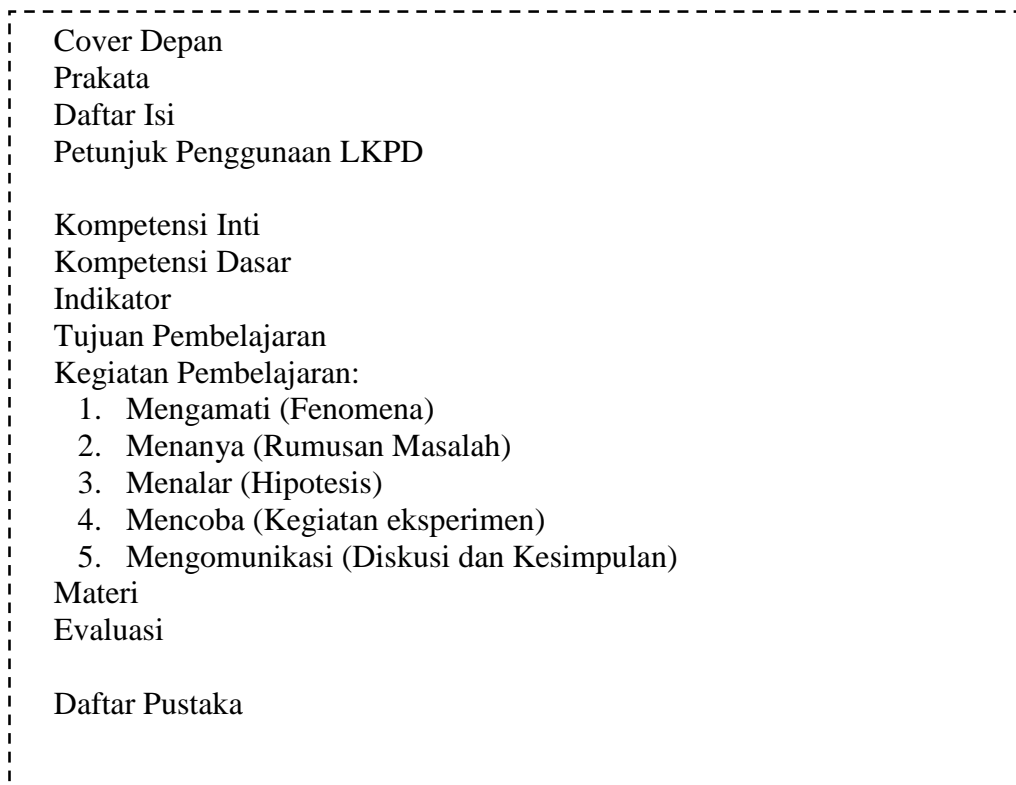 Cover Depan
Prakata
Daftar Isi
Petunjuk Penggunaan LKPD
Kompetensi Inti
Kompetensi Dasar
Indikator
Tujuan Pembelajaran
Kegiatan Pembelajaran:
1. Mengamati (Fenomena)
2. Menanya (Rumusan Masalah)
3. Menalar (Hipotesis)
4. Mencoba (Kegiatan eksperimen)
5. Mengomunikasi (Diskusi dan Kesimpulan)
Materi
Evaluasi
Daftar Pustaka